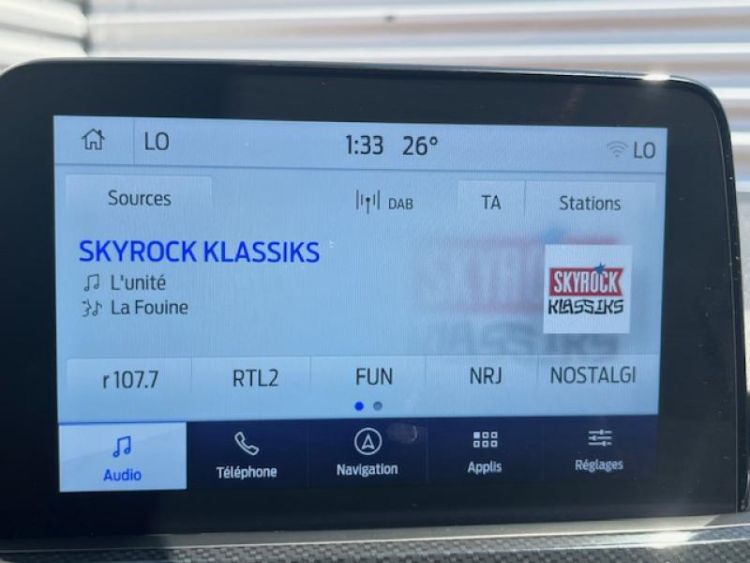 LO 1:33 26° LO
Sources DAB TA Stations
SKYROCK KLASSIKS
L'unité
La Fouine
SKYROCK
KLASSIKS
r107.7 RTL2 FUN NRJ NOSTALGI
Audio Téléphone Navigation Applis Réglages